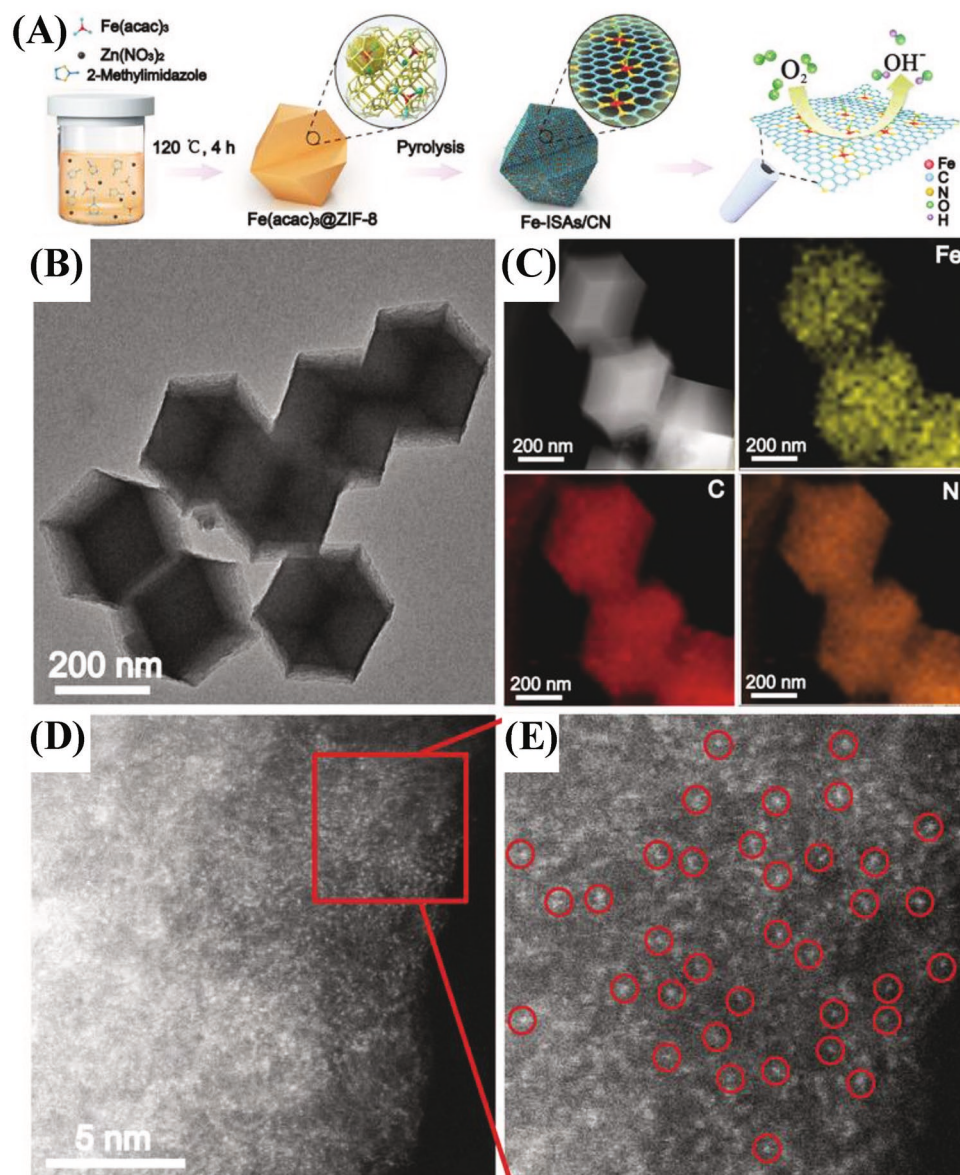 (A)
Fe(acac)₃
Zn(NO₃)₂
2-Methylimidazole
120 ℃, 4 h
Fe(acac)₃@ZIF-8
Pyrolysis
Fe-ISAs/CN
O₂
OH⁻
Fe
C
N
O
H
(B)
200 nm
(C)
200 nm
Fe
200 nm
C
200 nm
N
200 nm
(D)
5 nm
(E)